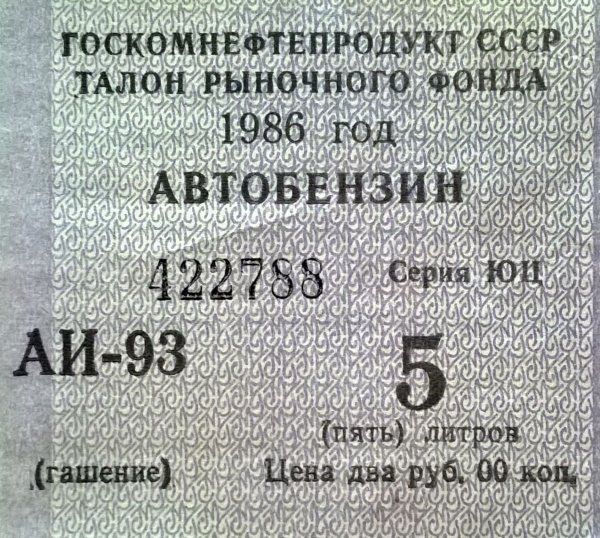 ГОСКОМНЕФТЕПРОДУКТ СССР
ТАЛОН РЫНОЧНОГО ФОНДА
1986 год
АВТОБЕНЗИН
422788 Серия ЮЦ
АИ-93 5
(пять) литров
(гашение) Цена два руб. 00 коп.